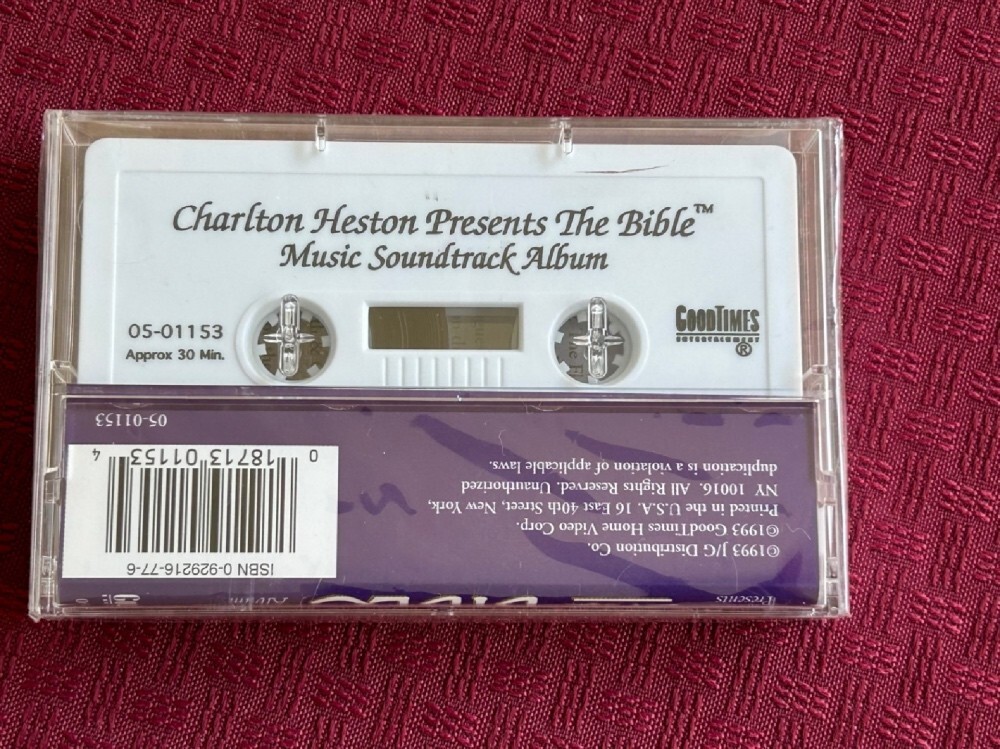 Charlton Heston Presents The Bible™
Music Soundtrack Album
05-01153
Approx 30 Min.
GOODTIMES
ENTERTAINMENT
®
05-01153
0 18713 01153 4
ISBN 0-929216-77-6
©1993 J/G Distribution Co.
©1993 GoodTimes Home Video Corp.
Printed in the U.S.A. 16 East 40th Street, New York,
NY 10016. All Rights Reserved. Unauthorized
duplication is a violation of applicable laws.
Presents